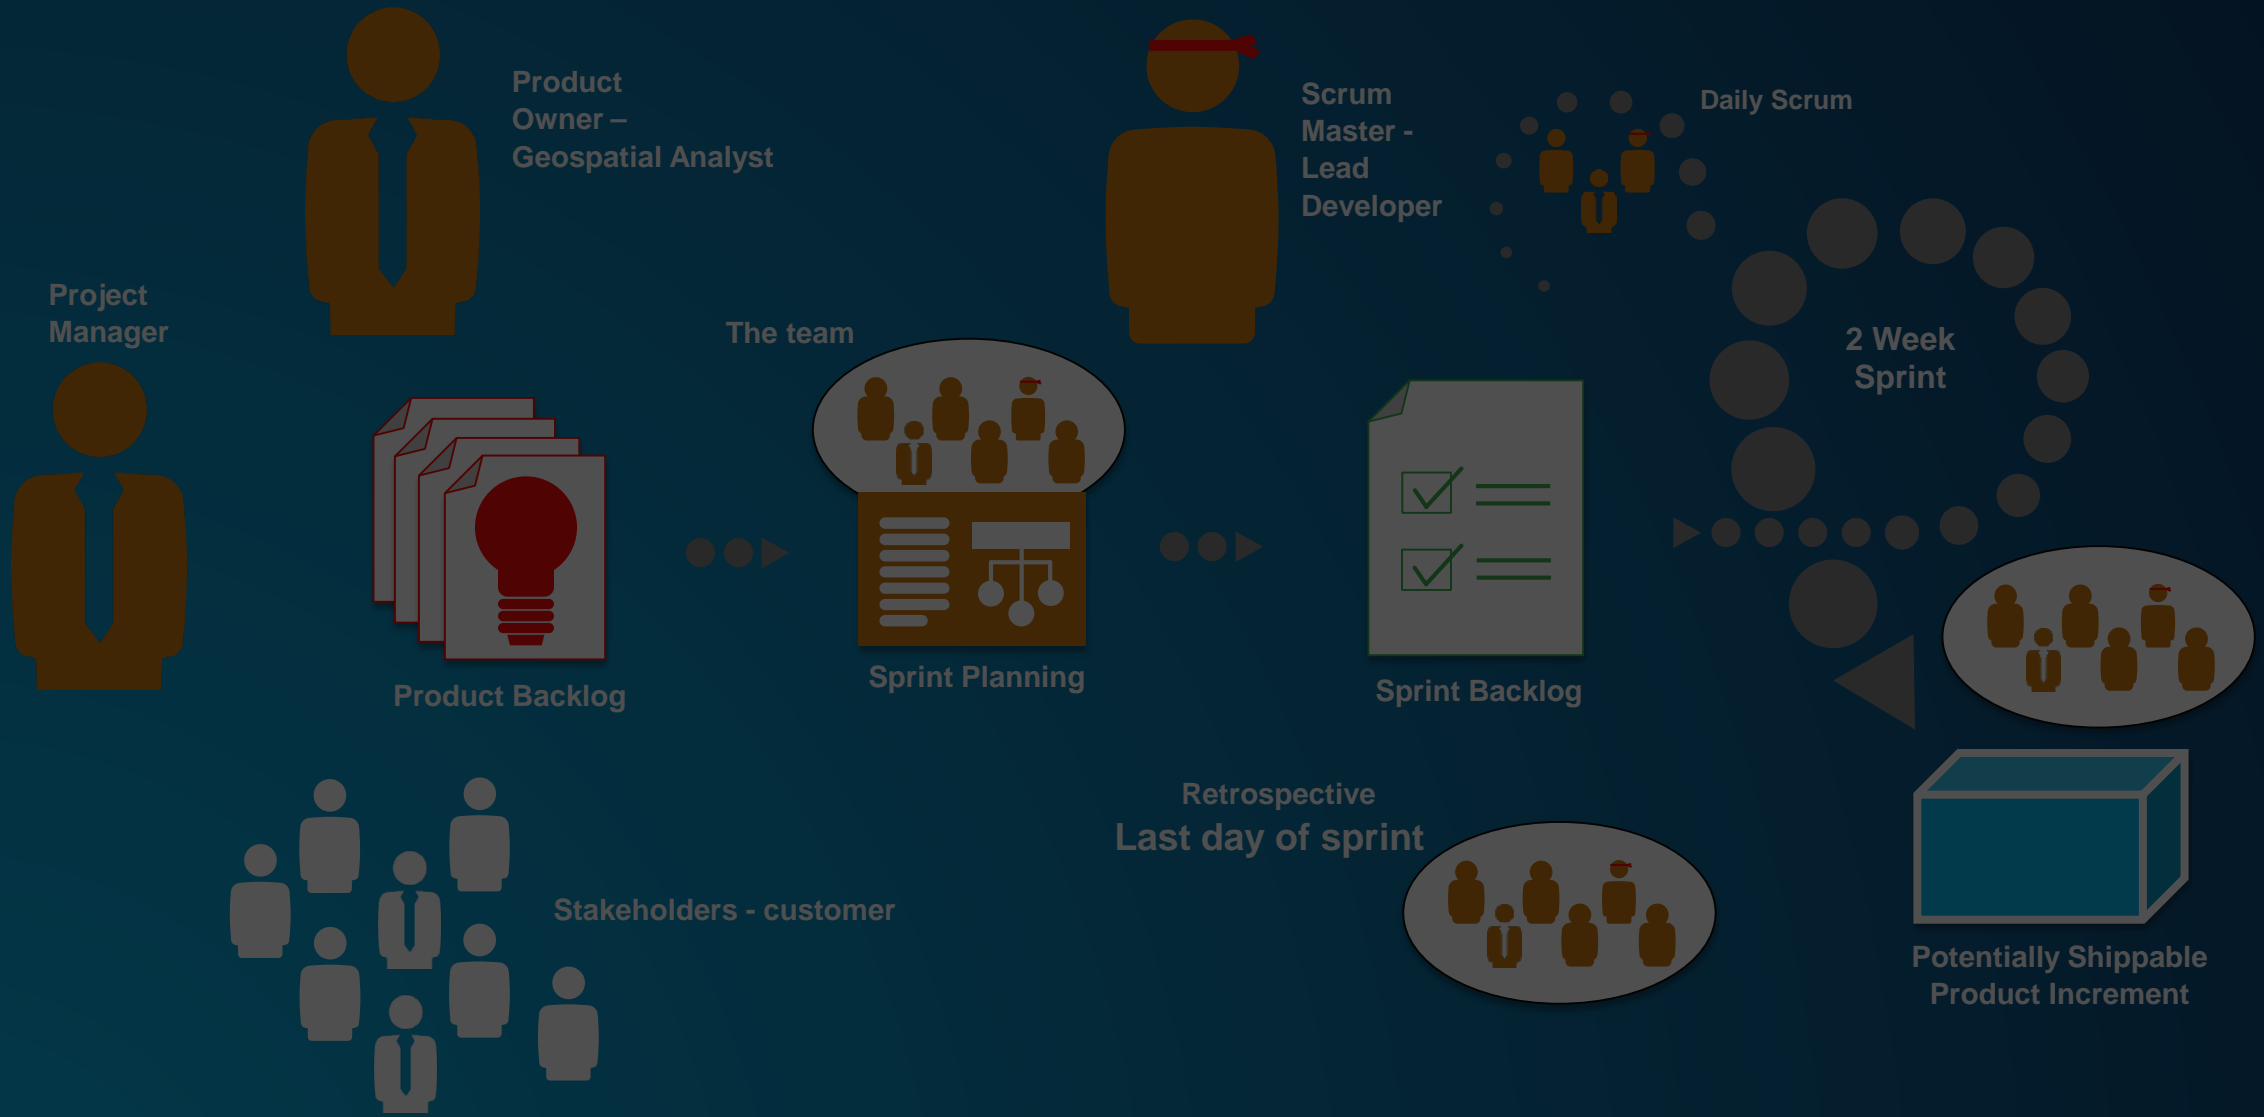 Product
Owner –
Geospatial Analyst
Scrum
Master -
Lead
Developer
Daily Scrum
Project
Manager
The team
2 Week
Sprint
Product Backlog
Sprint Planning
Sprint Backlog
Retrospective
Last day of sprint
Stakeholders - customer
Potentially Shippable
Product Increment